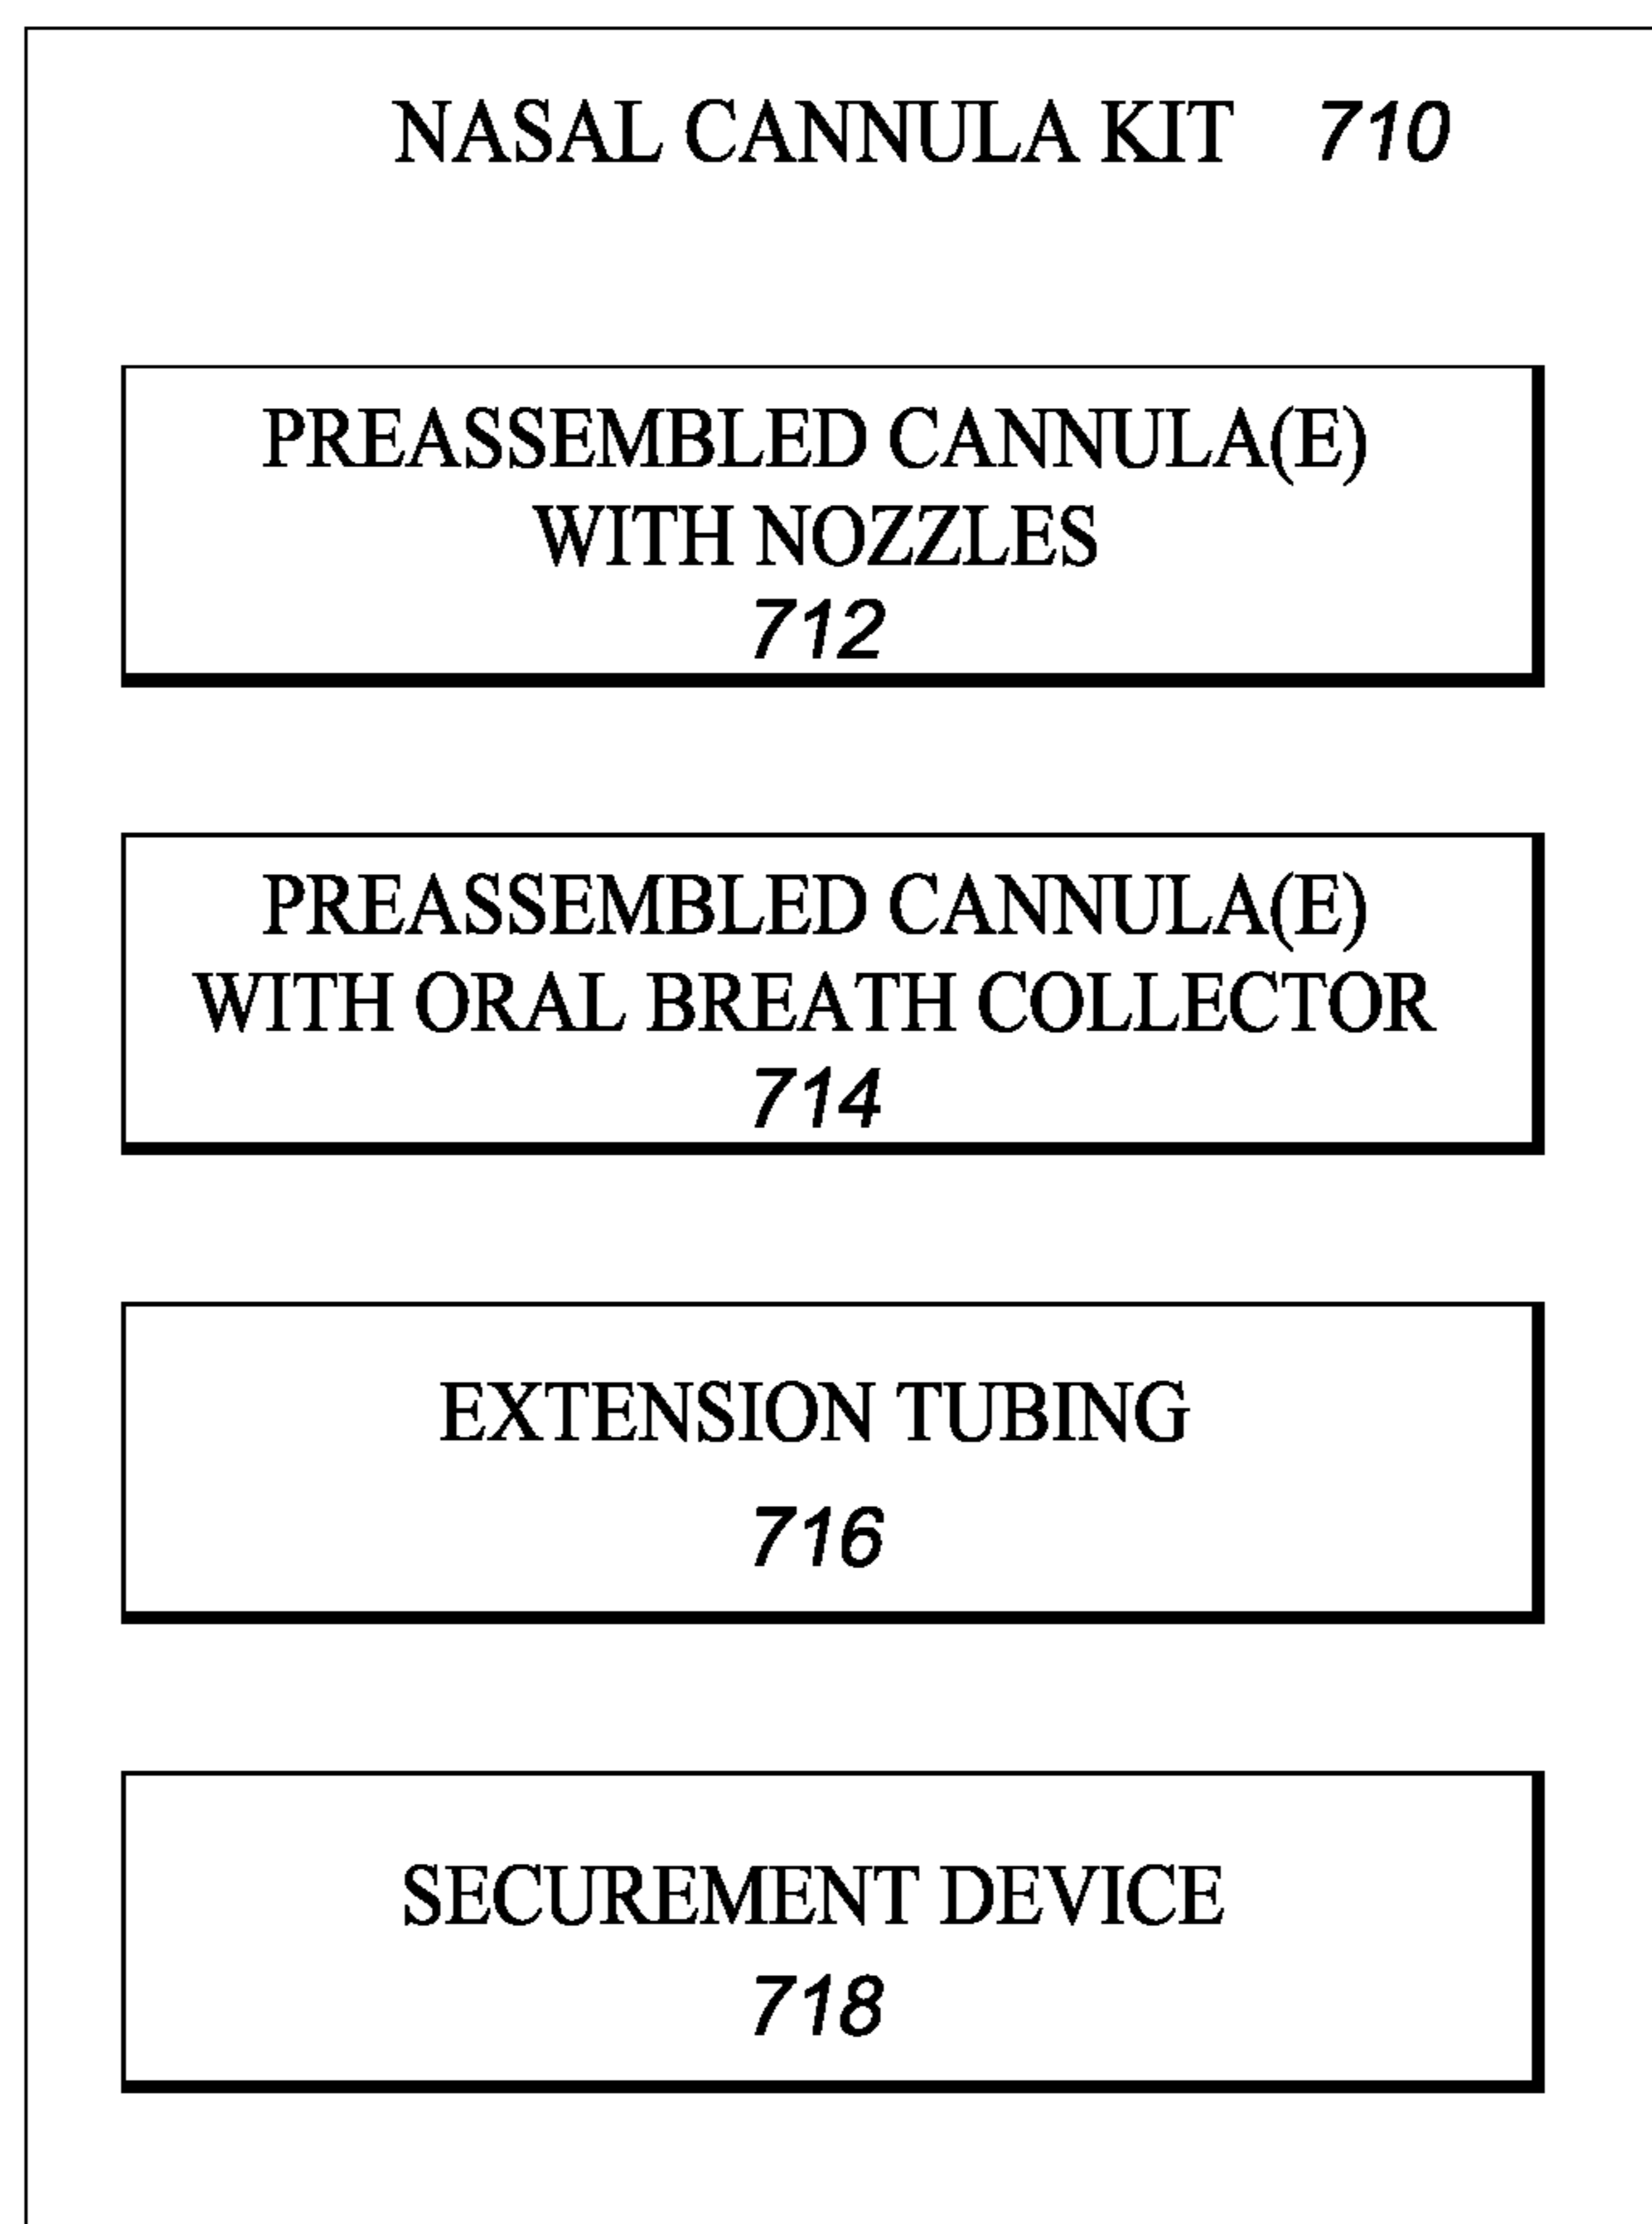 NASAL CANNULA KIT 710
PREASSEMBLED CANNULA(E)
WITH NOZZLES
712
PREASSEMBLED CANNULA(E)
WITH ORAL BREATH COLLECTOR
714
EXTENSION TUBING
716
SECUREMENT DEVICE
718